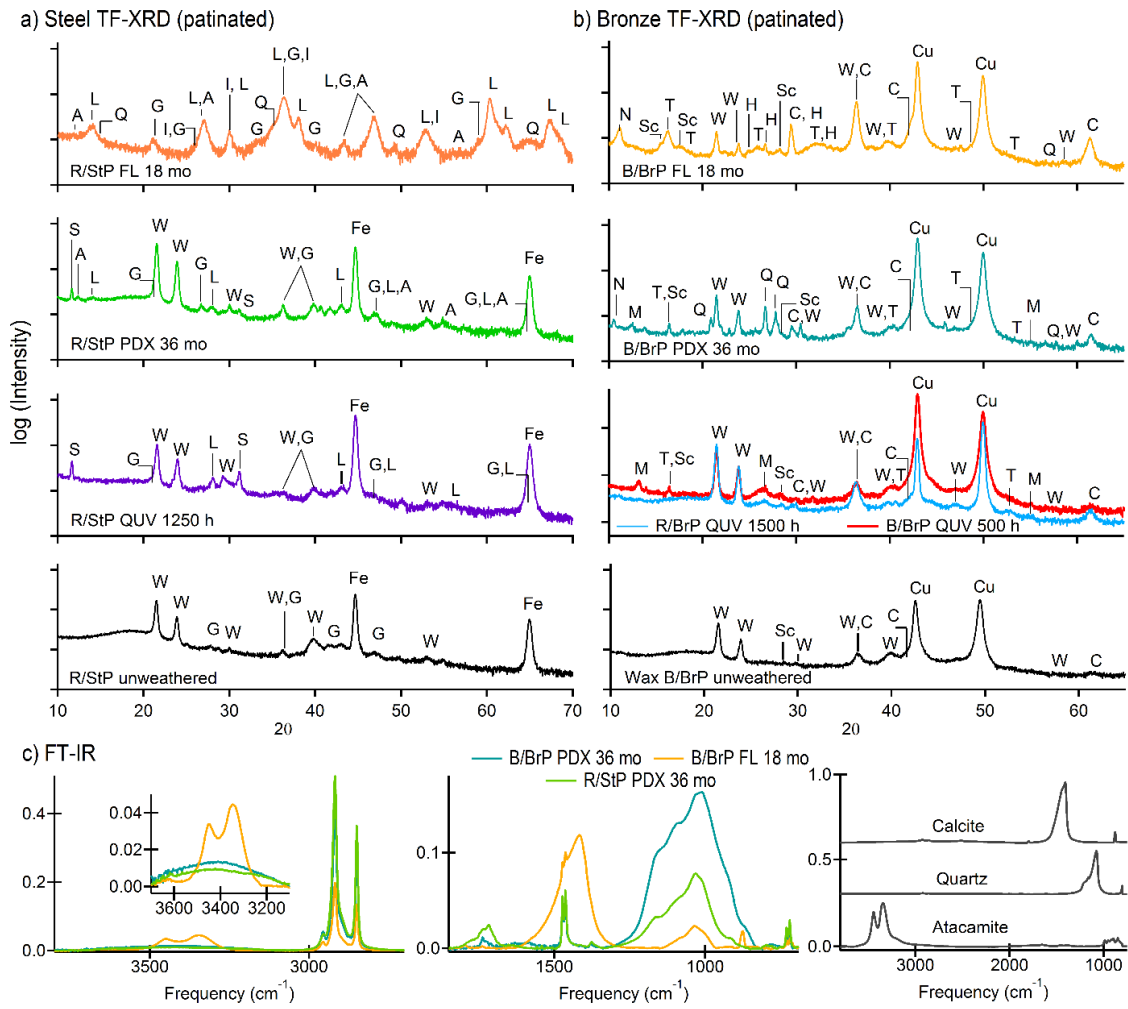 a) Steel TF-XRD (patinated)
b) Bronze TF-XRD (patinated)
log (Intensity)
A L Q G I,G L,A I, L G Q L,G,I L G L,G,A Q L,I A G L L Q L
R/StP FL 18 mo
S A L G W W G L W S W,G L Fe G,L,A W A G,L,A Fe
R/StP PDX 36 mo
S G W W L W S W,G L Fe G,L W L G,L Fe
R/StP QUV 1250 h
W W G W W,G W G Fe G W Fe
R/StP unweathered
10 20 30 40 50 60 70
2θ
N Sc T Sc T W W H T H Sc C, H T,H W,C W,T C Cu W T Cu T Q W C
B/BrP FL 18 mo
N M T,Sc Q W W Q Q Sc C,W W,C W,T C Cu W T Cu T M Q,W C
B/BrP PDX 36 mo
M T,Sc W W M Sc C,W W,C W,T C Cu W Cu T M W C
R/BrP QUV 1500 h
B/BrP QUV 500 h
W W Sc W W,C W C Cu Cu W C
Wax B/BrP unweathered
10 20 30 40 50 60
2θ
c) FT-IR
B/BrP PDX 36 mo
B/BrP FL 18 mo
R/StP PDX 36 mo
0.4
0.2
0.0
0.04
0.02
0.00
3600 3400 3200
3500 3000
Frequency (cm-1)
0.1
0.0
1500 1000
Frequency (cm-1)
1.0
Calcite
0.5
Quartz
Atacamite
0.0
3000 2000 1000
Frequency (cm-1)